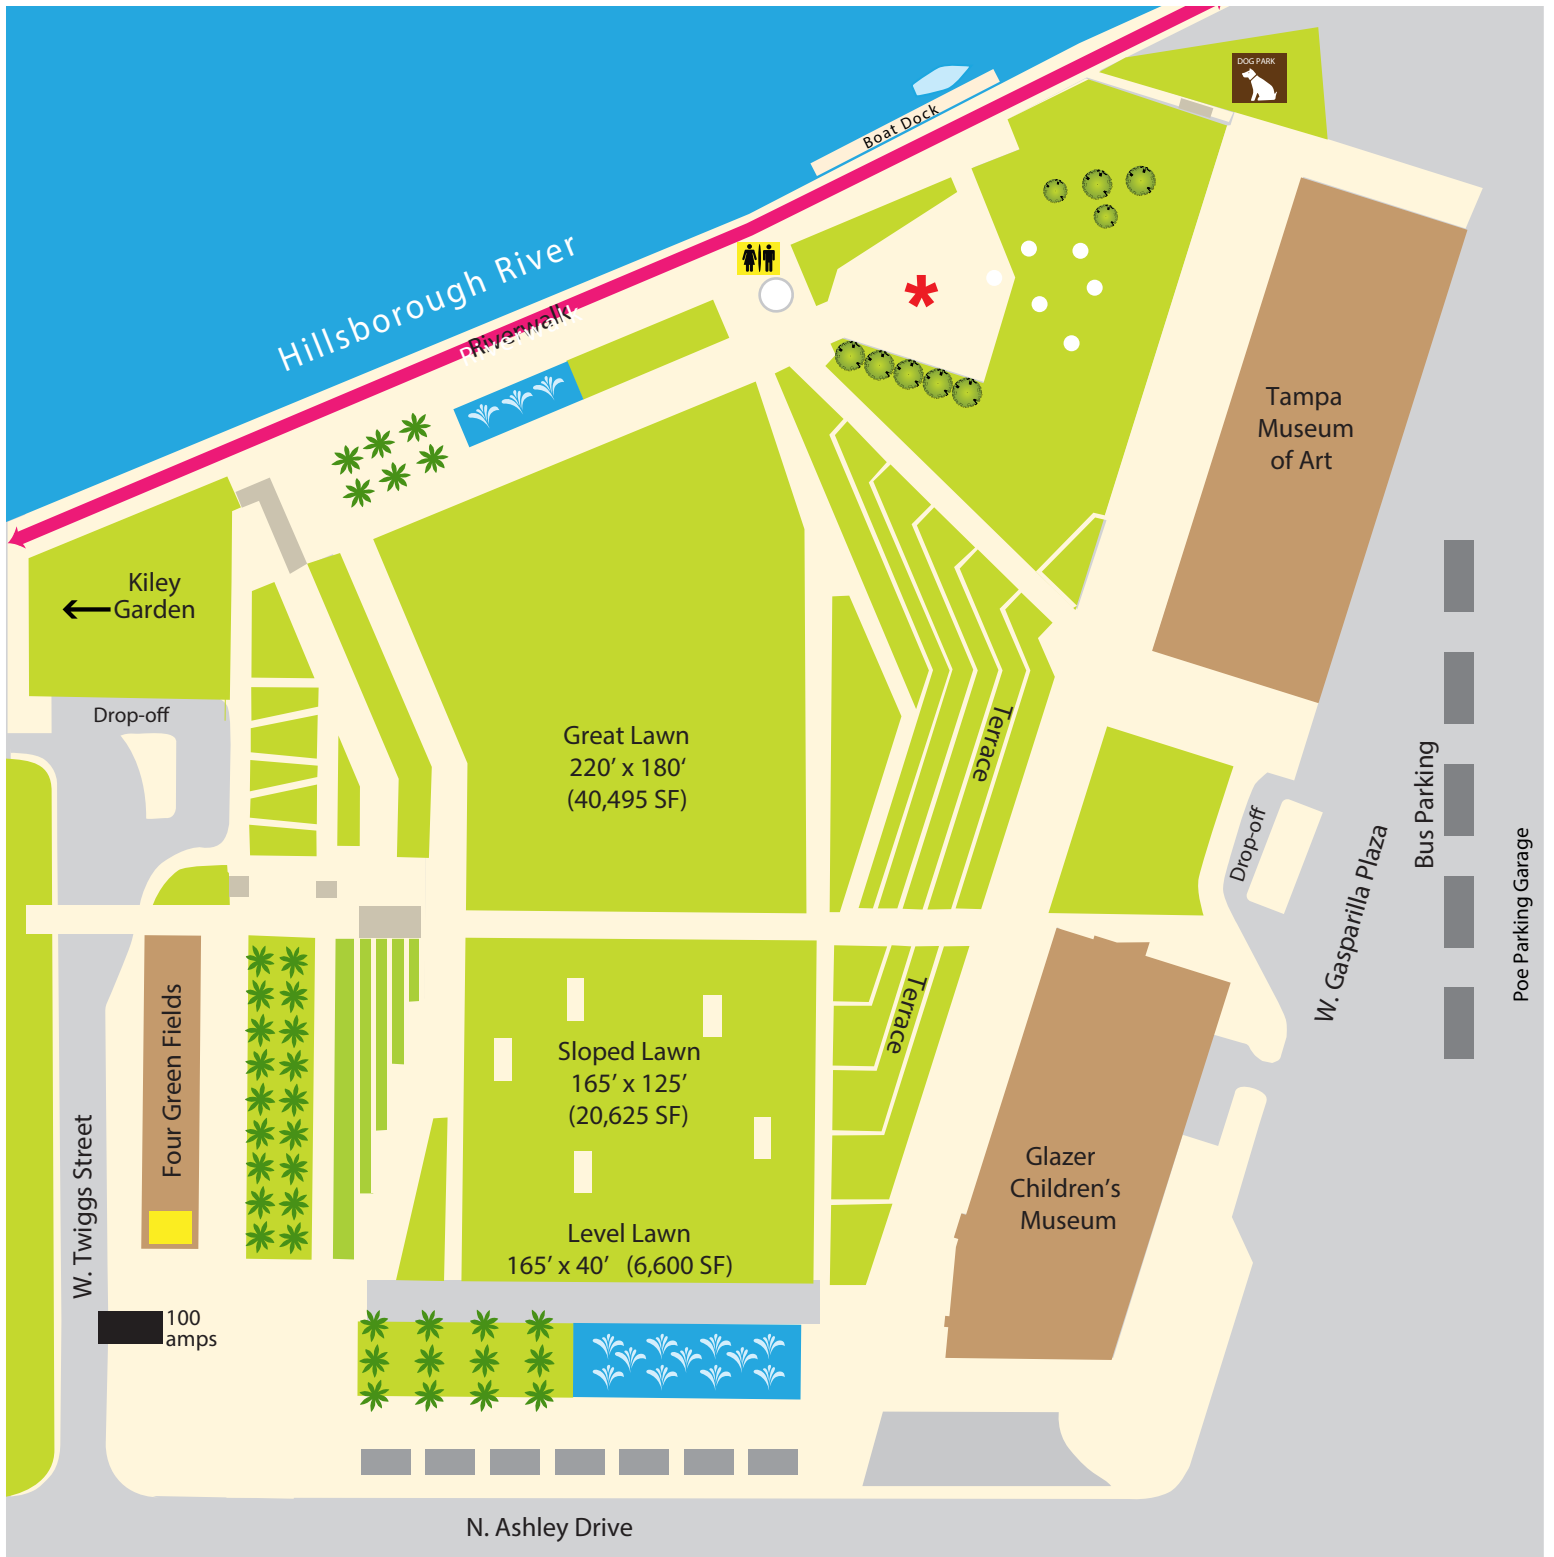 DOG PARK
Boat Dock
Hillsborough River
Riverwalk
Riverwalk
Tampa
Museum
of Art
Kiley
Garden
Drop-off
Great Lawn
220’ x 180‘
(40,495 SF)
Terrace
Drop-off
Bus Parking
W. Gasparilla Plaza
Poe Parking Garage
Four Green Fields
Sloped Lawn
165’ x 125’
(20,625 SF)
Terrace
Glazer
Children’s
Museum
W. Twiggs Street
Level Lawn
165’ x 40’ (6,600 SF)
100
amps
N. Ashley Drive